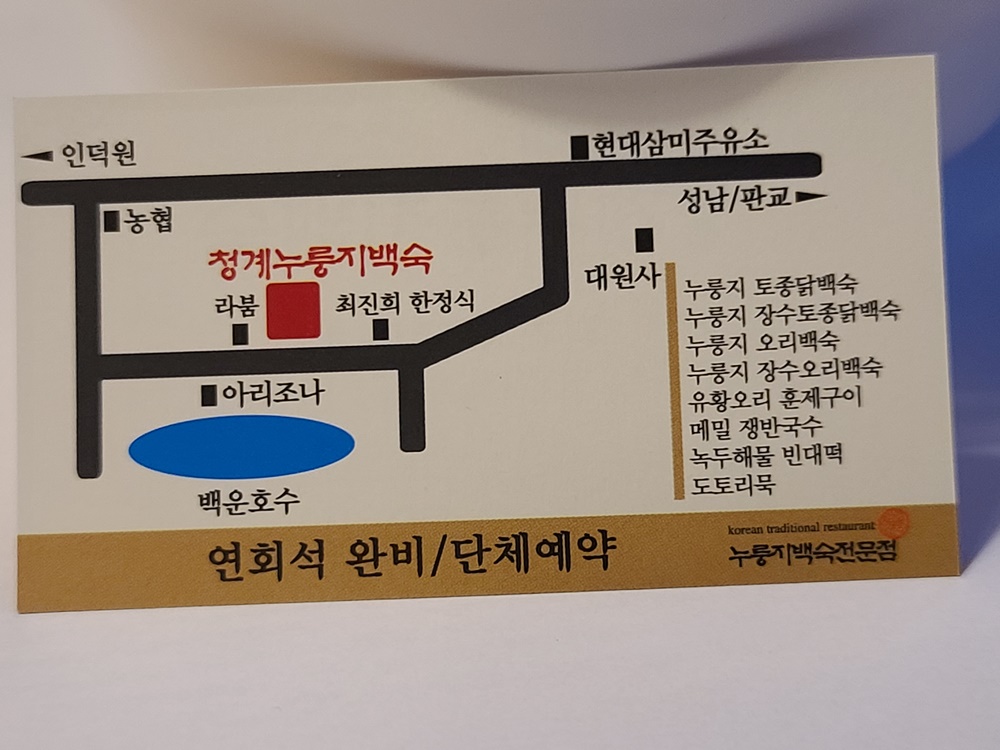 인덕원
현대삼미주유소
성남/판교
농협
청계누룽지백숙
대원사
라붐
최진희 한정식
아리조나
백운호수
누룽지 토종닭백숙
누룽지 장수토종닭백숙
누룽지 오리백숙
누룽지 장수오리백숙
유황오리 훈제구이
메밀 쟁반국수
녹두해물 빈대떡
도토리묵
연회석 완비/단체예약
korean traditional restaurant
누룽지백숙전문점